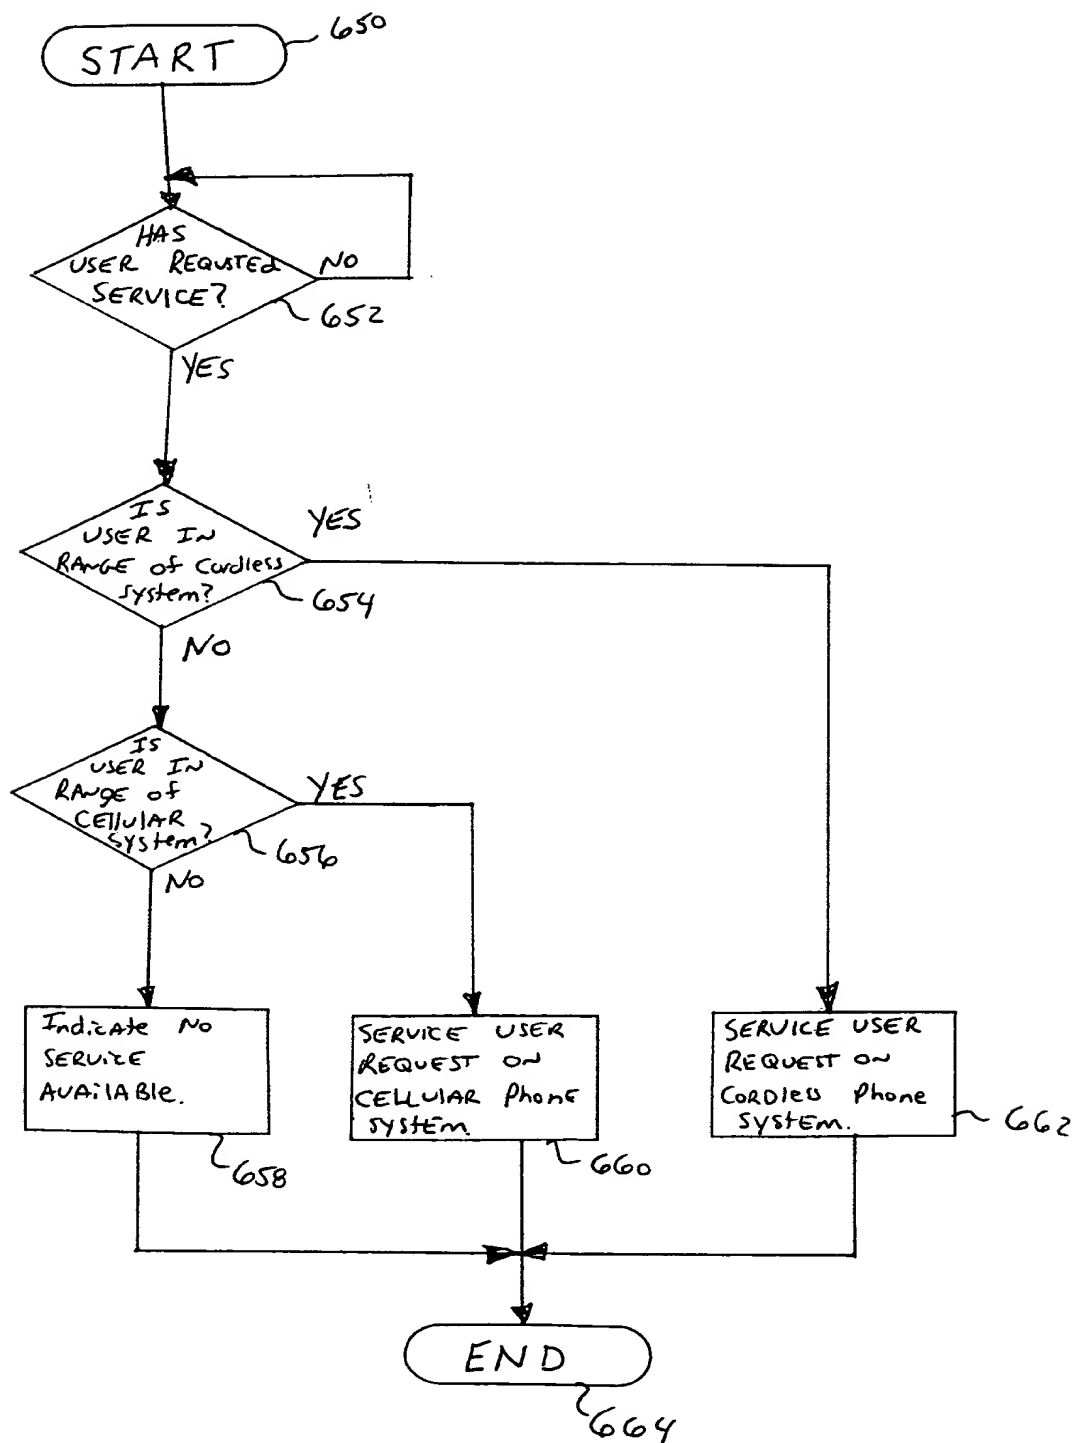 START
650
HAS
USER REQUSTEd
SERVICE?
NO
652
YES
IS
USER IN
RANGE of Cordless
system?
YES
654
NO
IS
USER IN
RANGE of
CELLULAR
system?
YES
656
NO
IndicAte No
SERVICE
AVAILABLE.
658
SERVICE USER
REQUEST ON
CELLULAR PhonE
SYSTEM.
660
SERVICE USER
REQUEST ON
CORDless Phone
SYSTEM.
662
END
664